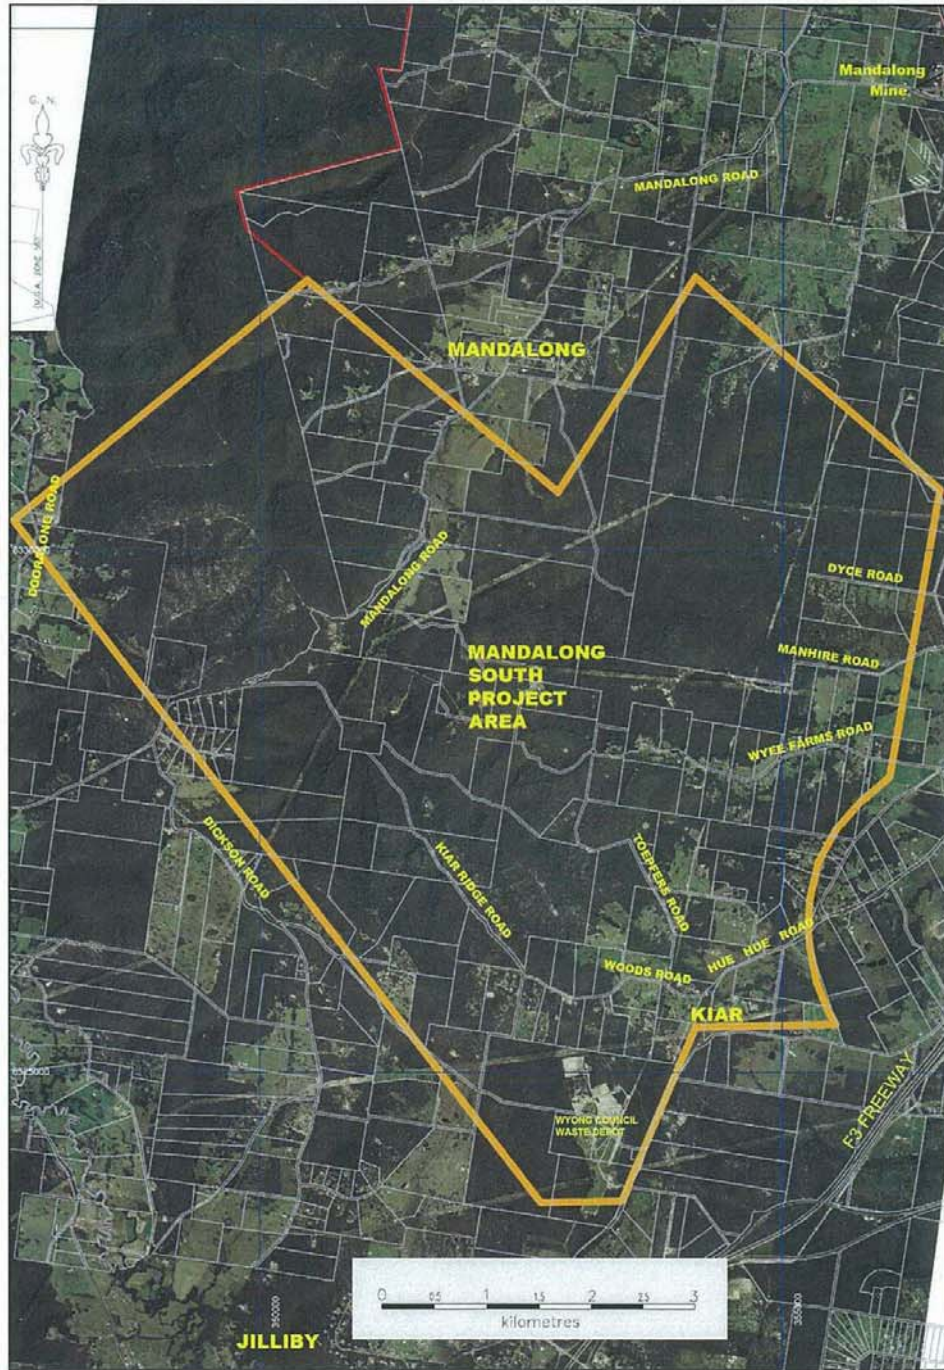 G. N.
Mandalong
Mine
MANDALONG ROAD
MANDALONG
DOORALONG ROAD
MANDALONG ROAD
DYCE ROAD
MANHIRE ROAD
MANDALONG
SOUTH
PROJECT
AREA
WYEE FARMS ROAD
DICKSON ROAD
KIAR RIDGE ROAD
TOEPFERS ROAD
HUE HUE ROAD
WOODS ROAD
KIAR
F3 FREEWAY
WYONG COUNCIL
WASTE DEPOT
350000
355000
0 0.5 1 1.5 2 2.5 3
kilometres
JILLIBY